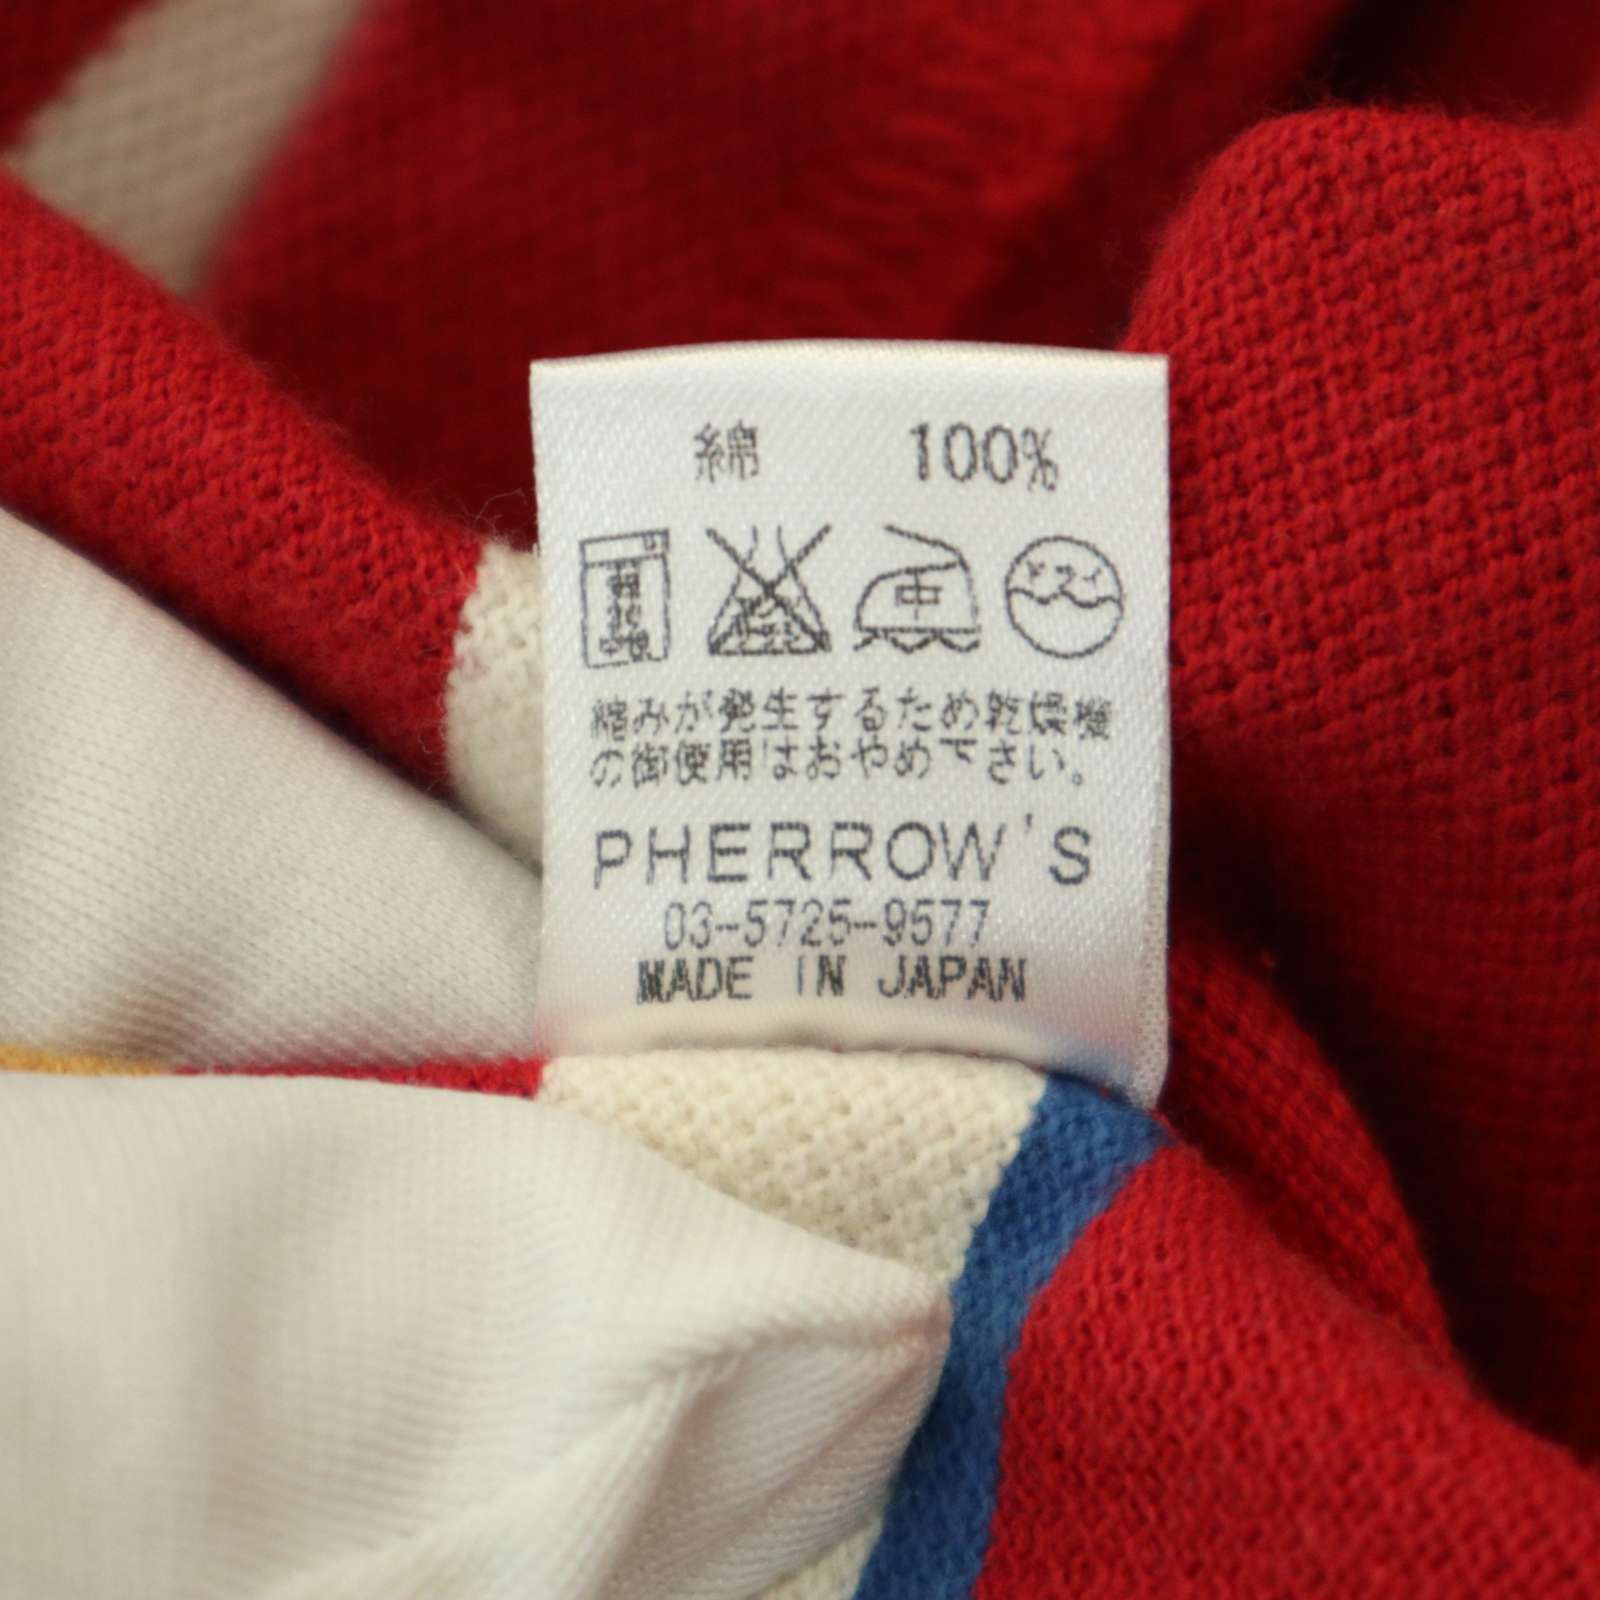 綿 100%
中
縮みが発生するため乾燥機
の御使用はおやめ下さい。
PHERROW'S
03-5725-9577
MADE IN JAPAN